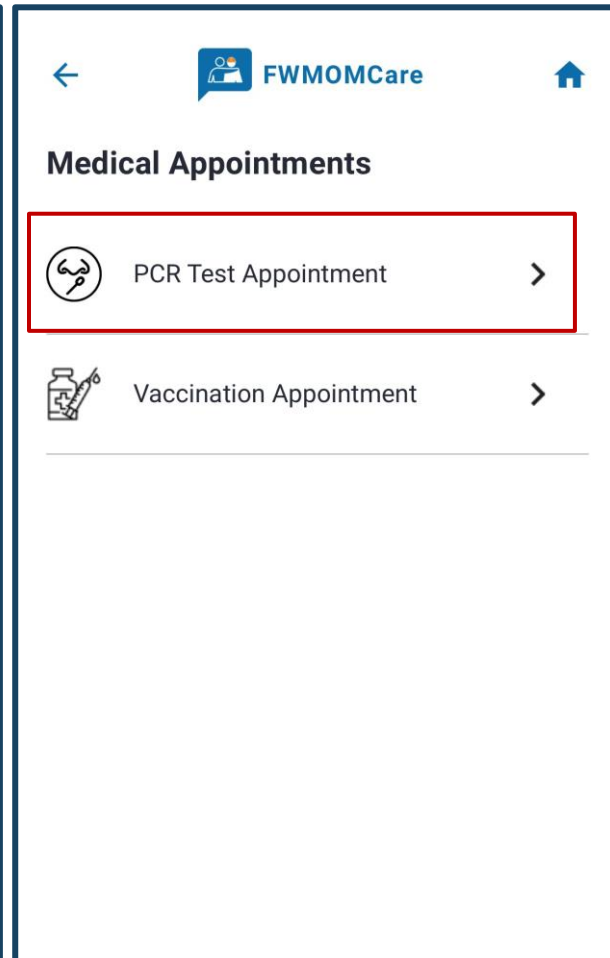 FWMOMCare
Medical Appointments
PCR Test Appointment
Vaccination Appointment